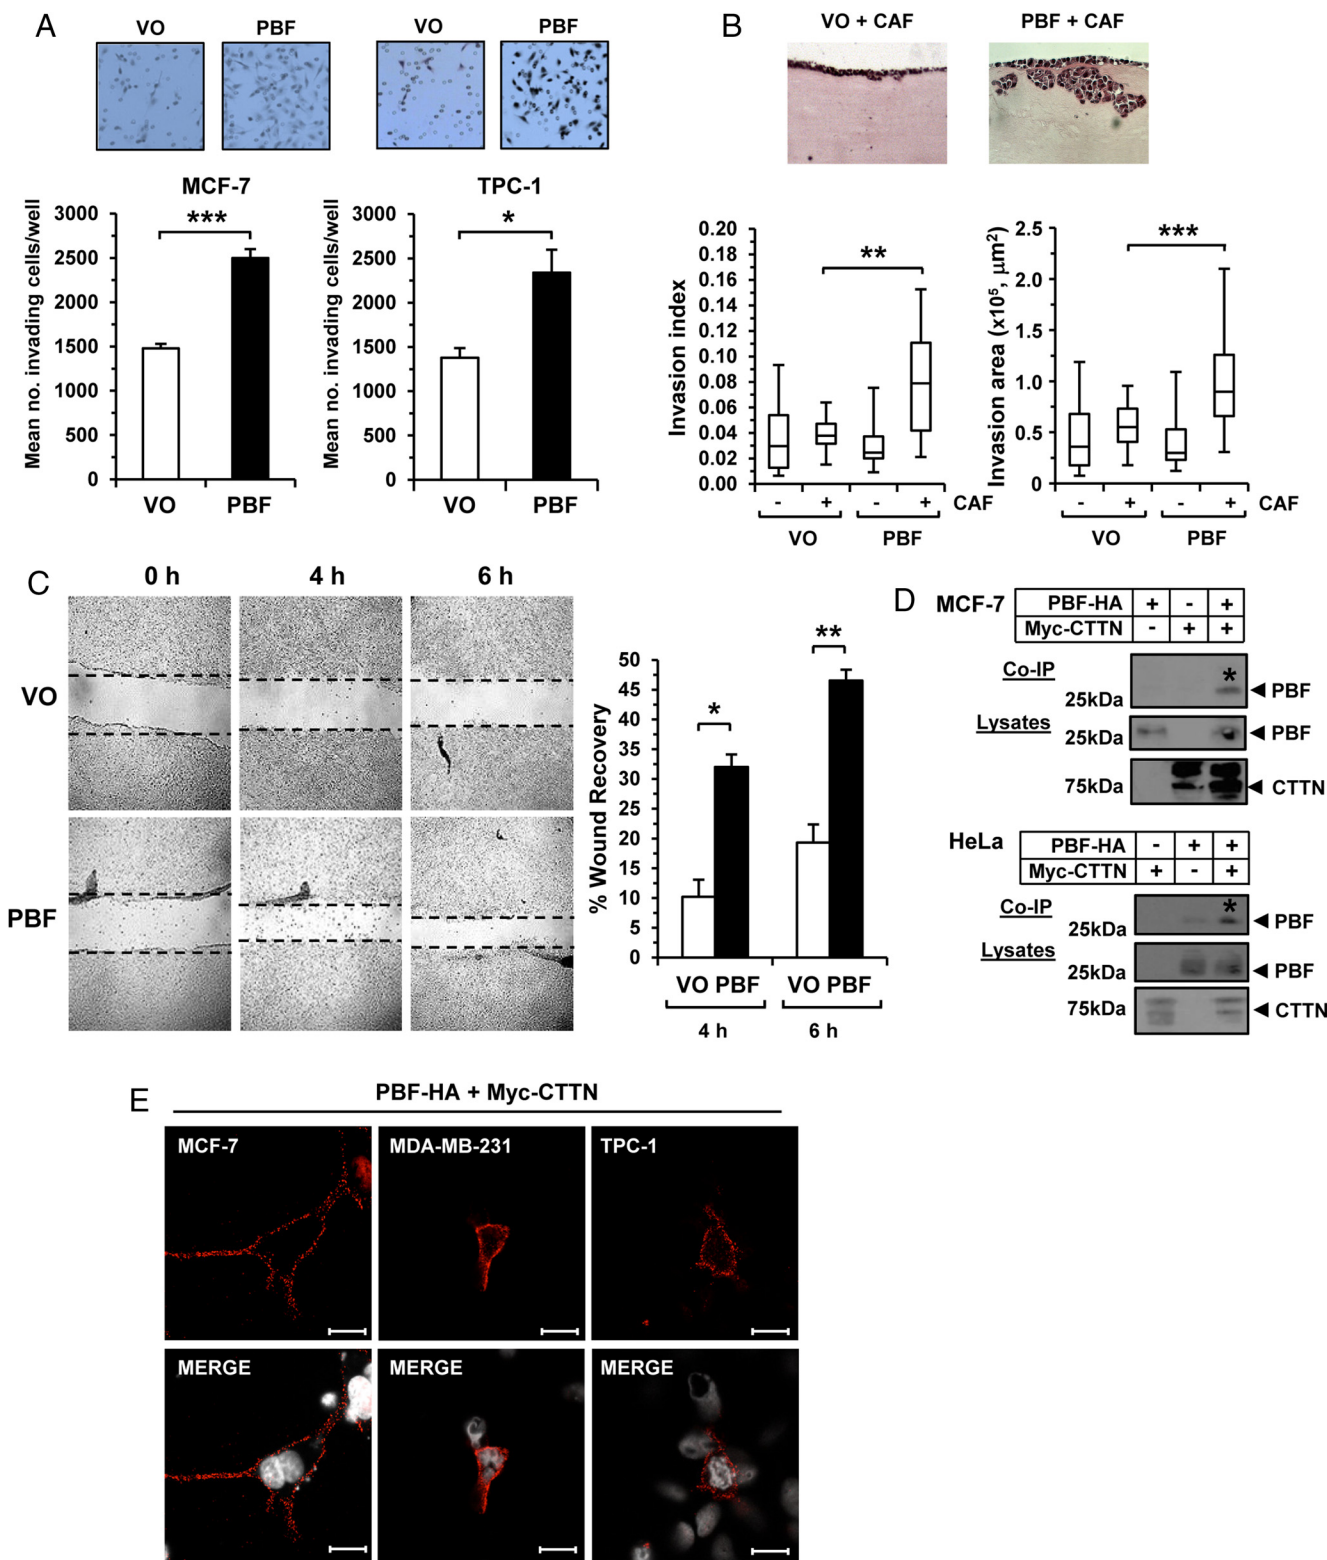 A
VO PBF VO PBF
MCF-7 TPC-1
Mean no. invading cells/well
3000
2500
2000
1500
1000
500
0
***
VO PBF
Mean no. invading cells/well
3000
2500
2000
1500
1000
500
0
*
VO PBF
B
VO + CAF PBF + CAF
Invasion index
0.20
0.18
0.16
0.14
0.12
0.10
0.08
0.06
0.04
0.02
0.00
**
- + - + CAF
VO PBF
Invasion area (x10⁵, µm²)
2.5
2.0
1.5
1.0
0.5
0
***
- + - + CAF
VO PBF
C
0 h 4 h 6 h
VO
PBF
% Wound Recovery
50
45
40
35
30
25
20
15
10
5
0
*
**
VO PBF VO PBF
4 h 6 h
D
MCF-7
PBF-HA + - +
Myc-CTTN - + +
Co-IP
*
25kDa PBF
Lysates
25kDa PBF
75kDa CTTN
HeLa
PBF-HA - + +
Myc-CTTN + - +
Co-IP
*
25kDa PBF
Lysates
25kDa PBF
75kDa CTTN
E
PBF-HA + Myc-CTTN
MCF-7 MDA-MB-231 TPC-1
MERGE MERGE MERGE